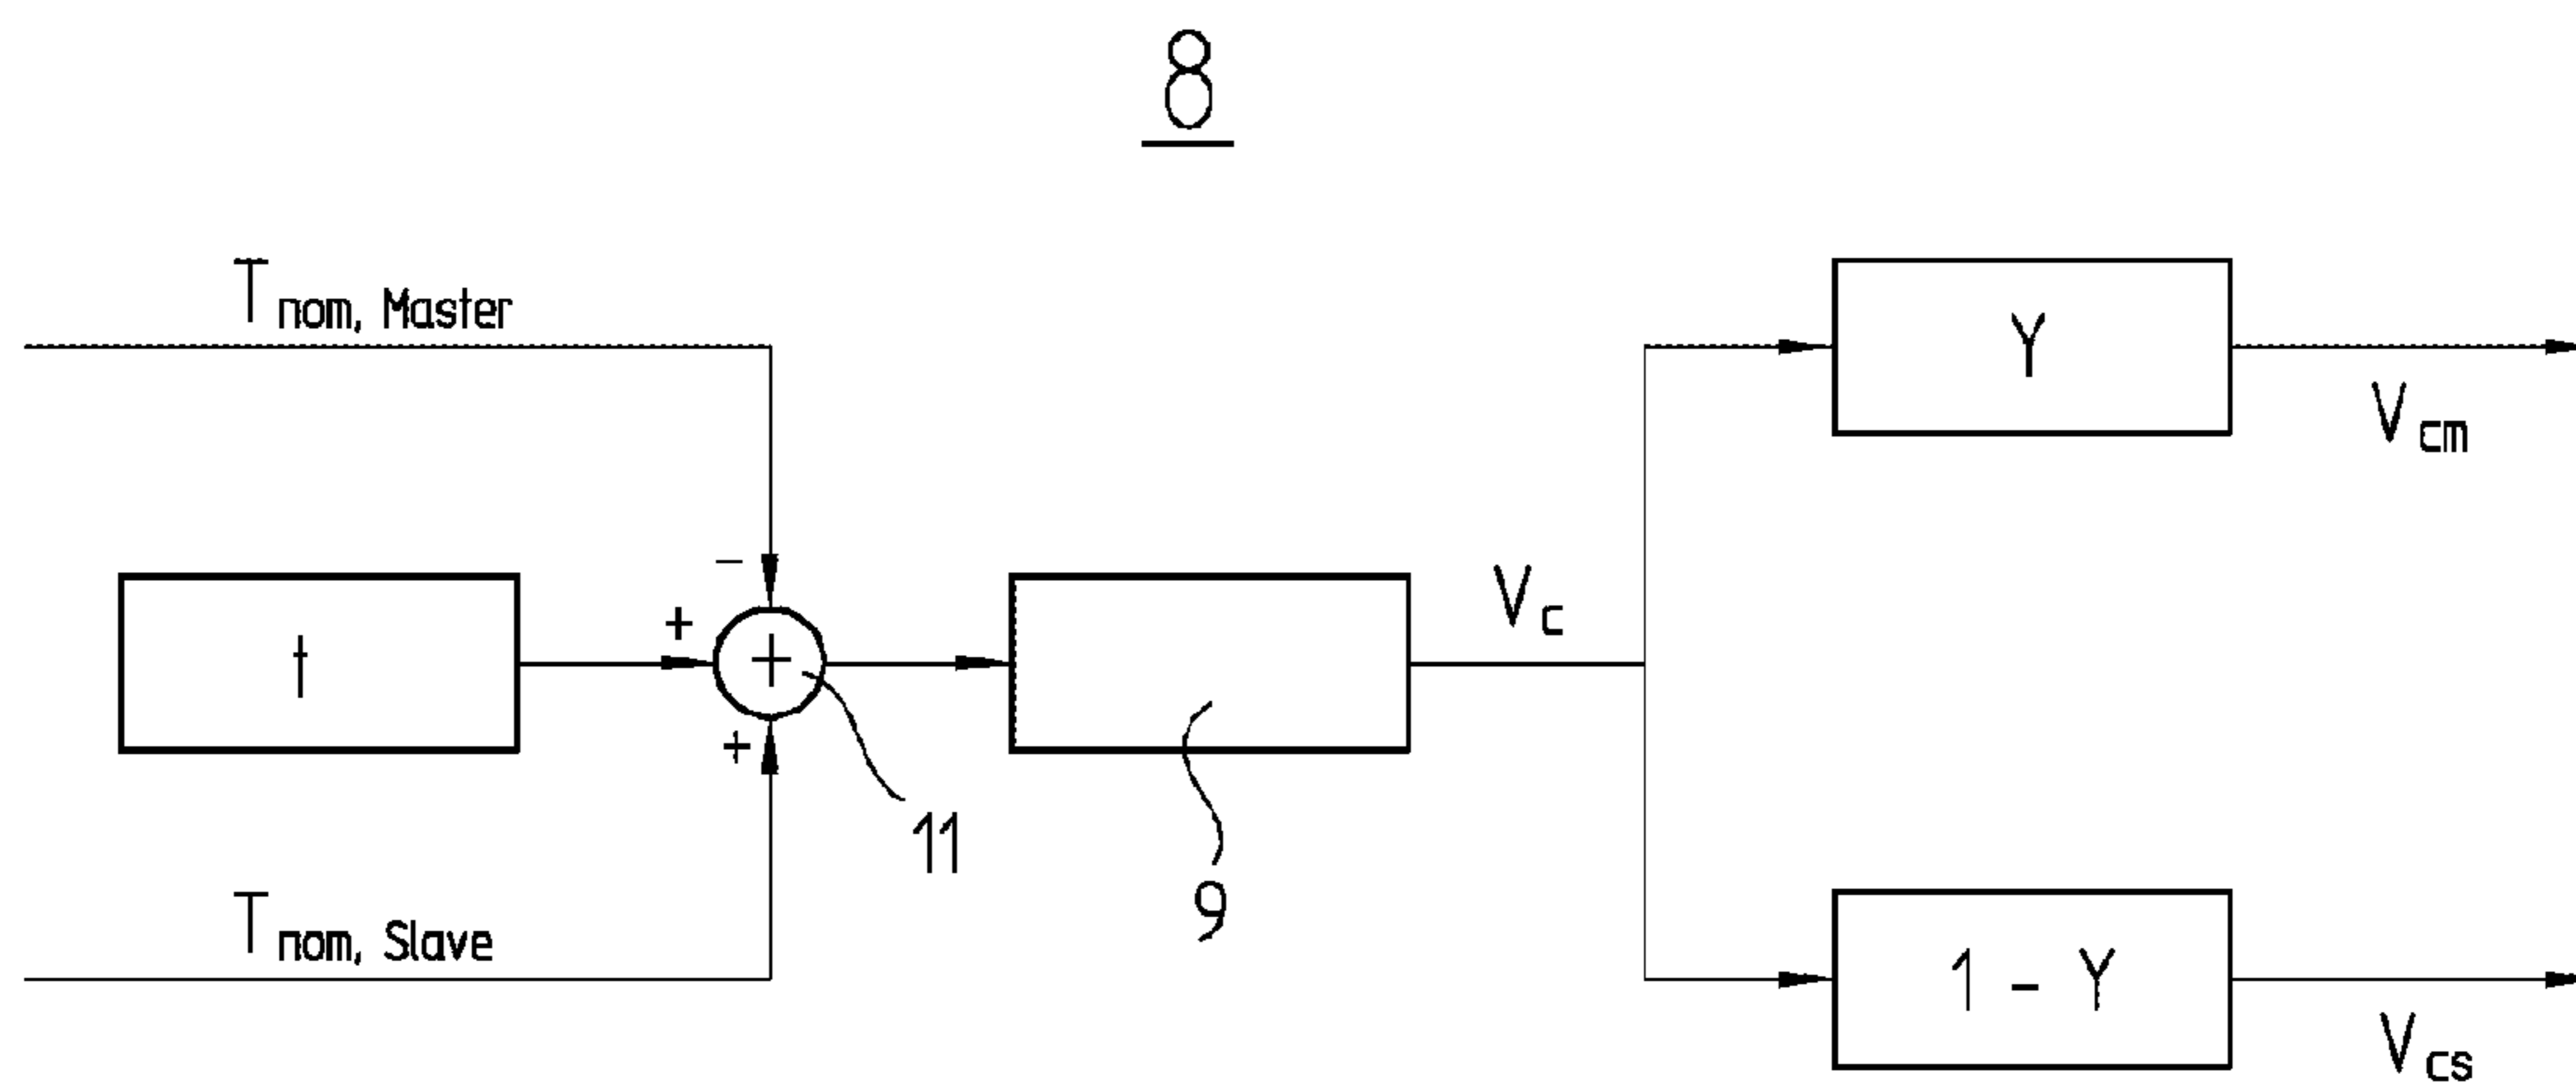 8
T nom, Master
Y
V cm
-
+
t
+
+
V c
11
9
T nom, Slave
1 - Y
V cs